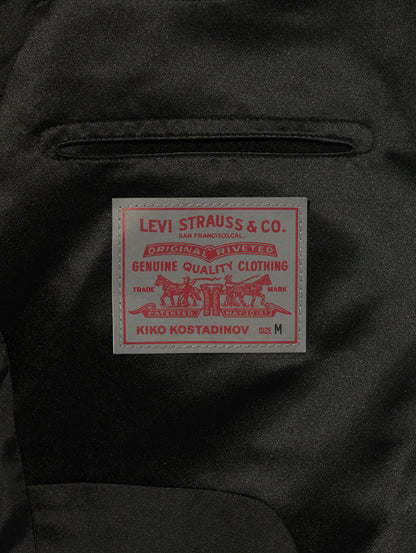 LEVI STRAUSS & CO.
SAN FRANCISCO, CAL.
ORIGINAL RIVETED
GENUINE QUALITY CLOTHING
TRADE MARK
PATENTED MAY 20 1873
KIKO KOSTADINOV SIZE M